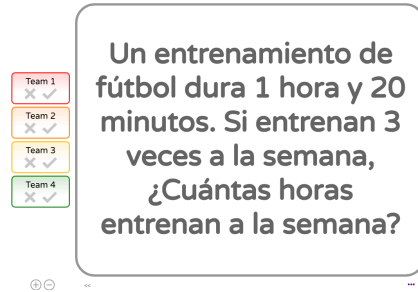 Un entrenamiento de
fútbol dura 1 hora y 20
minutos. Si entrenan 3
veces a la semana,
¿Cuántas horas
entrenan a la semana?
Team 1
Team 2
Team 3
Team 4